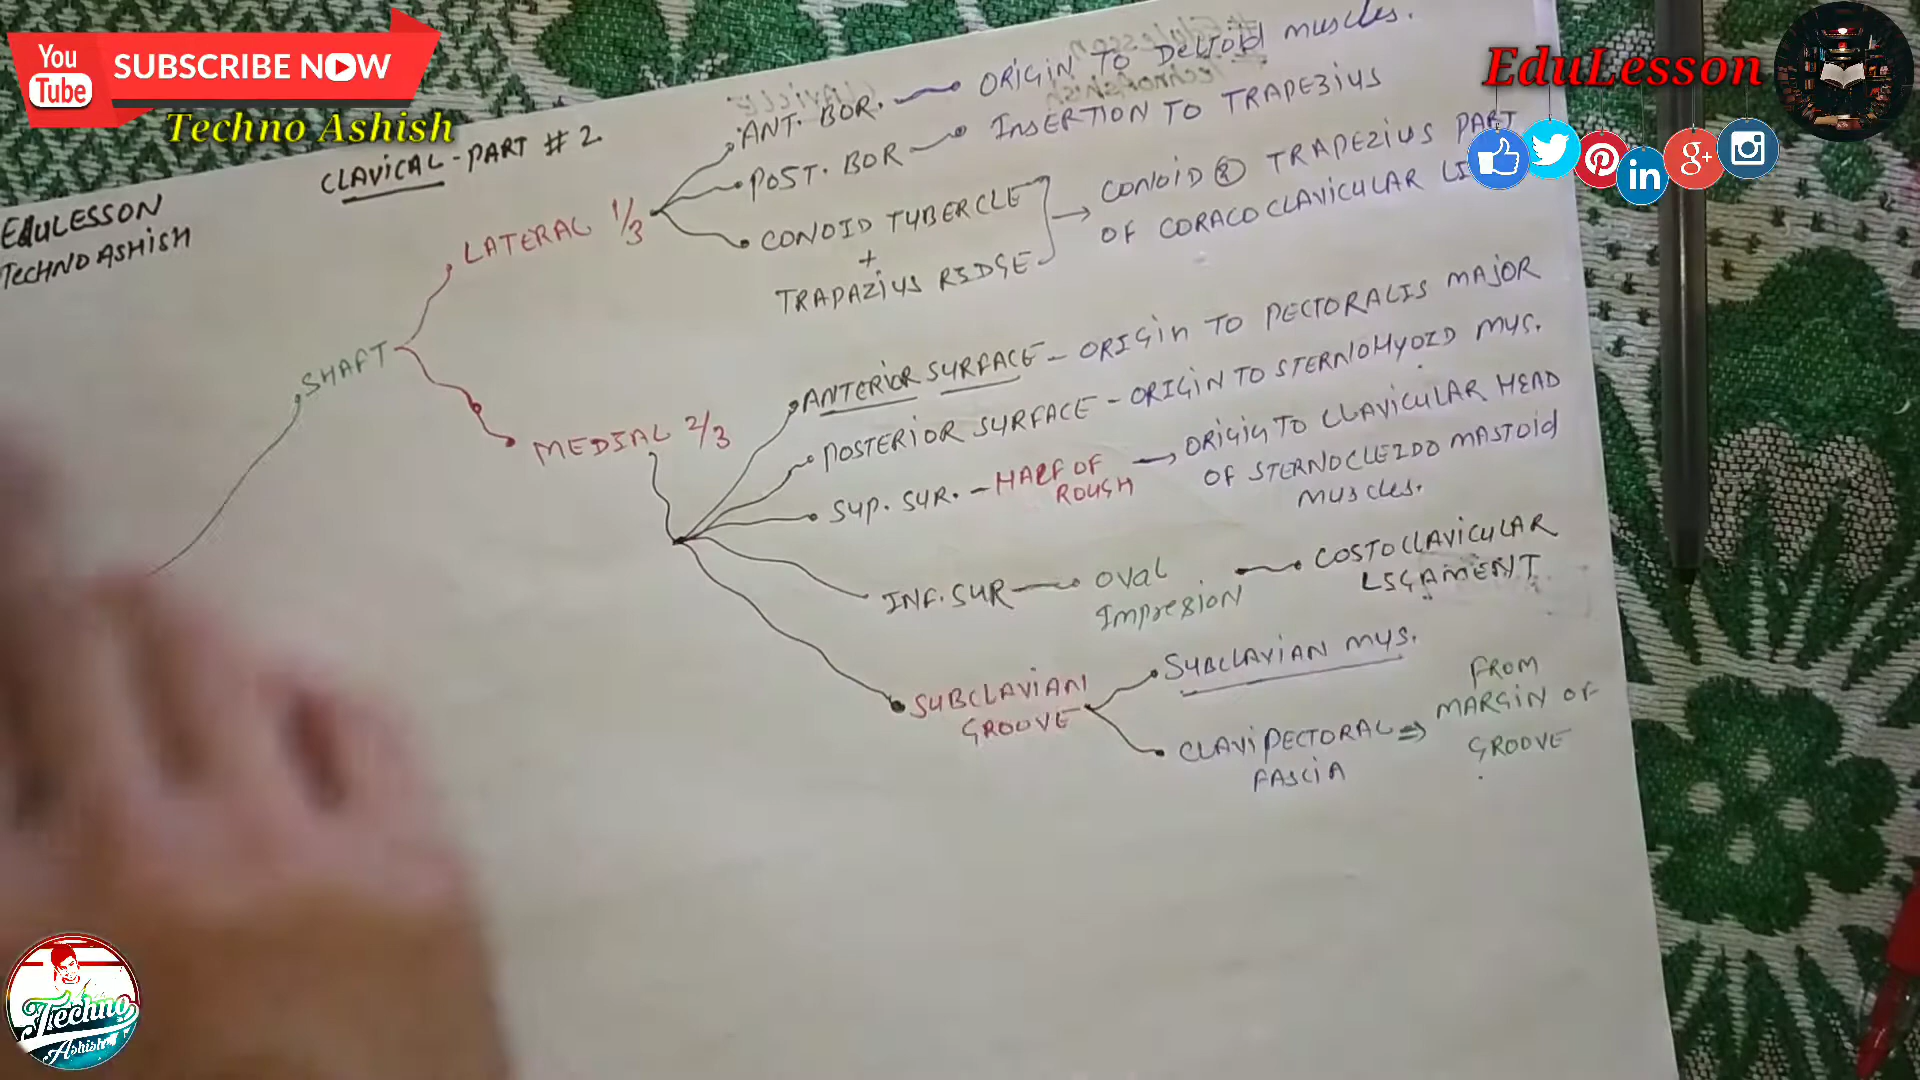 You
Tube
SUBSCRIBE NOW
Techno Ashish
EduLesson
EduLESSON
TECHNO ASHISH
CLAVICAL - PART # 2
SHAFT
LATERAL 1/3
ANT. BOR. ORIGIN TO DELTOID muscles.
POST. BOR INSERTION TO TRAPEZIUS
CONOID TUBERCLE
+
TRAPAZIUS RIDGE
CONOID & TRAPEZIUS PART
OF CORACOCLAVICULAR
MEDIAL 2/3
ANTERIOR SURFACE - ORIGIN TO PECTORALIS MAJOR
POSTERIOR SURFACE - ORIGIN TO STERNIOHYOID MUS.
SUP. SUR. - HALF OF
ROUGH
ORIGIN TO CLAVICULAR HEAD
OF STERNOCLEIDO MASTOID
muscles.
INF. SUR OVAL
Impresion
COSTOCLAVICULAR
LIGAMENT
SUBCLAVIAN
GROOVE
SUBCLAVIAN MUS.
CLAVIPECTORAL
FASCIA
FROM
MARGIN OF
GROOVE
in
g+
Techno
Ashish